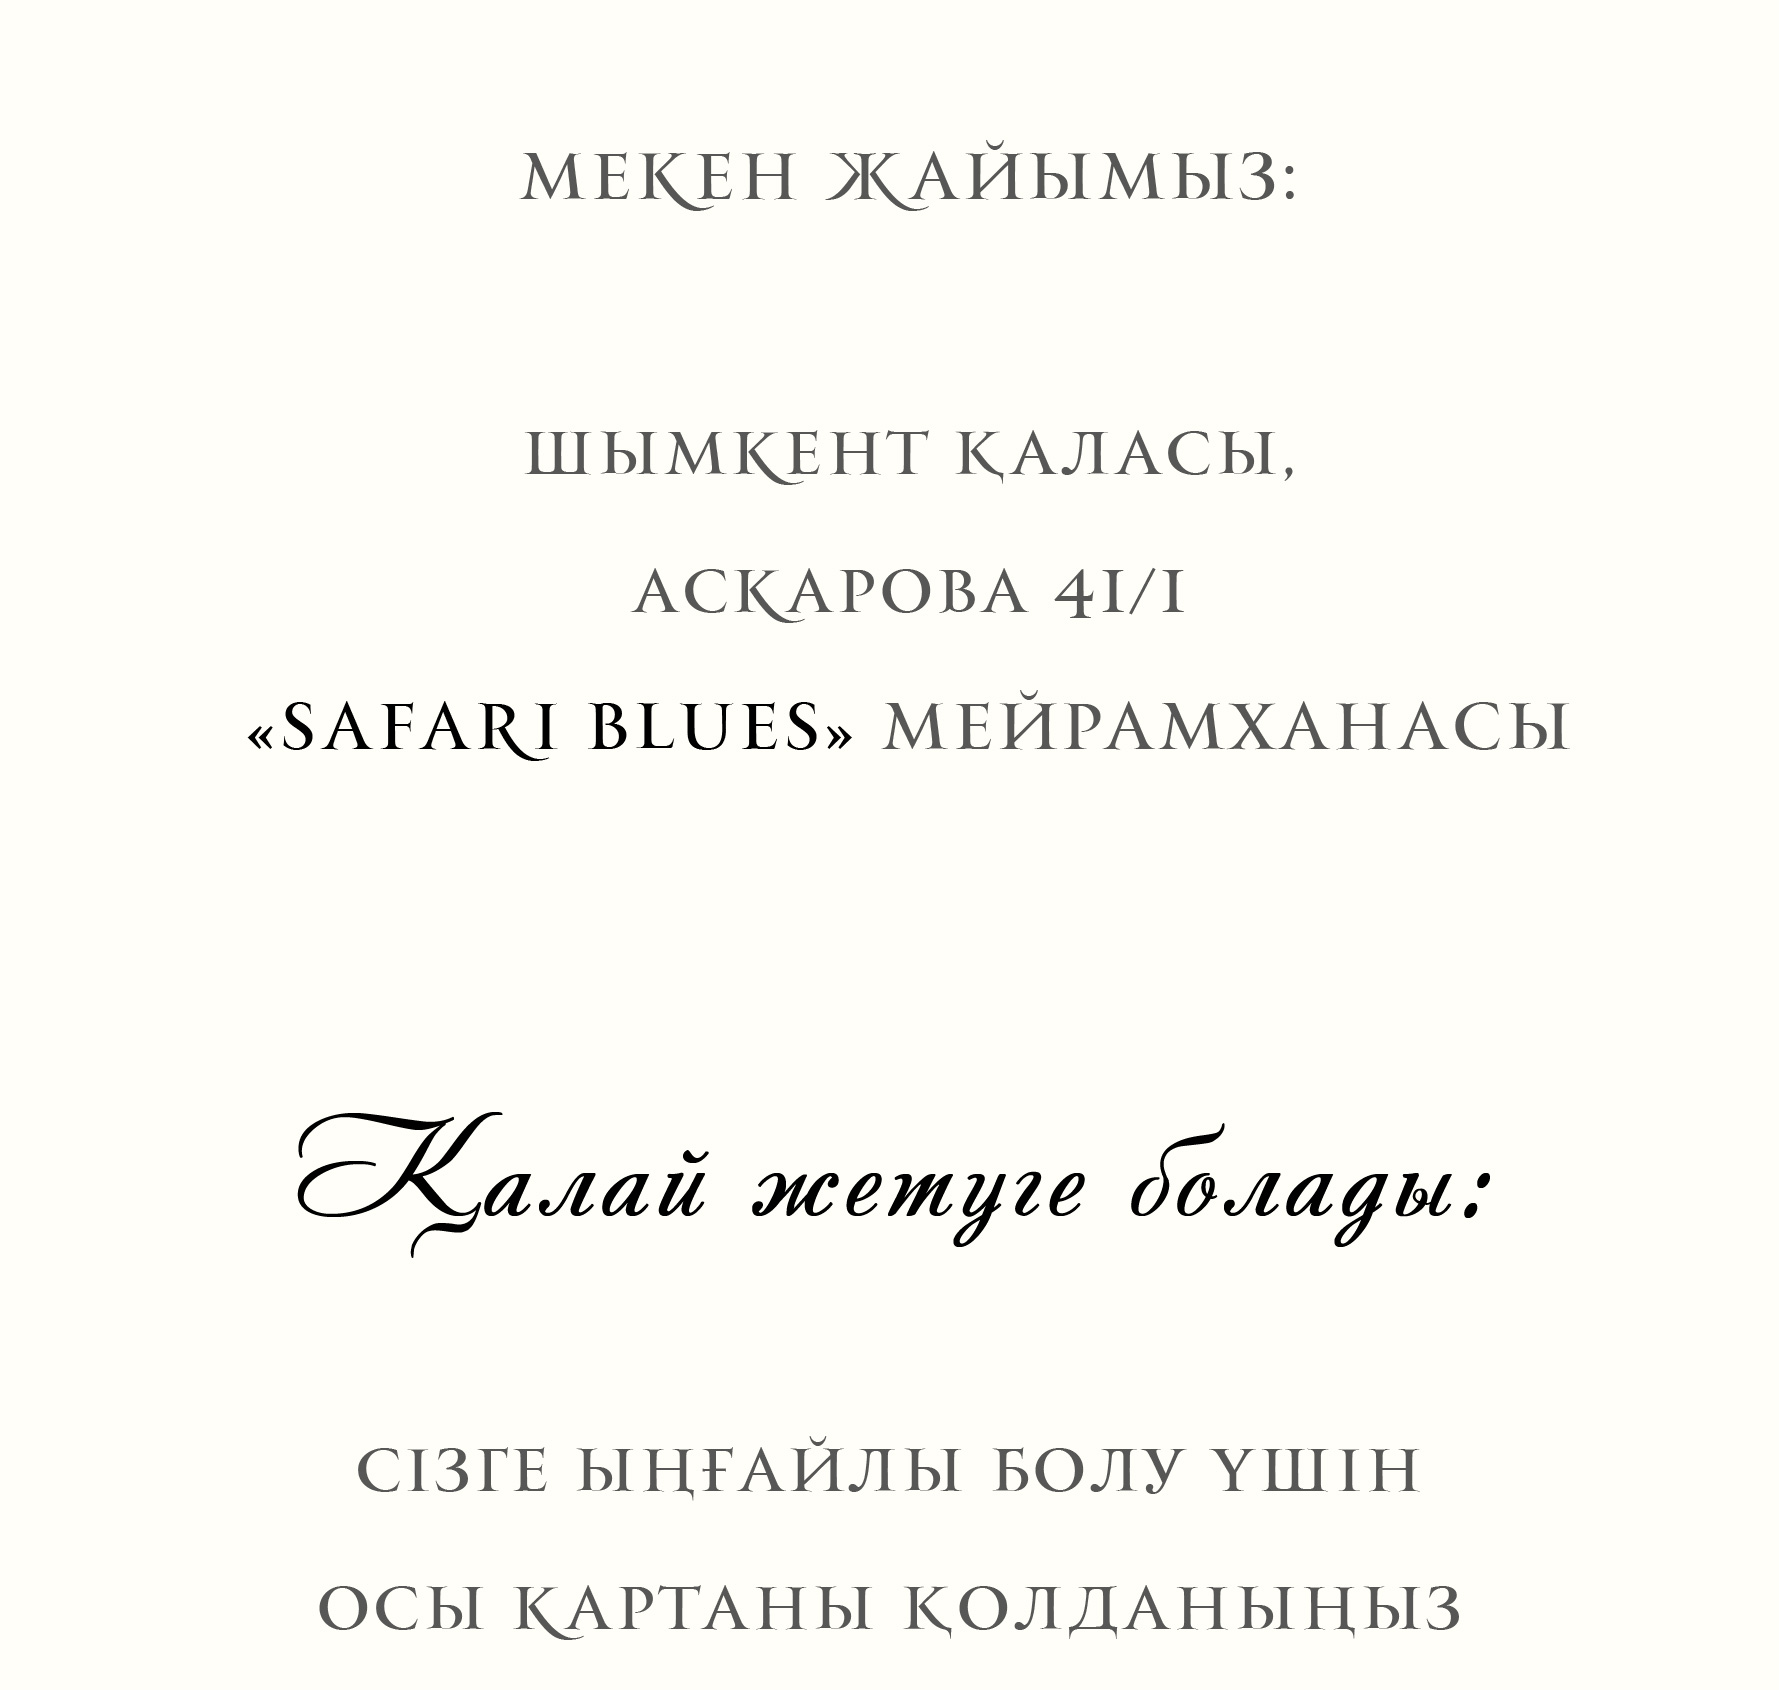 МЕКЕН ЖАЙЫМЫЗ:
ШЫМКЕНТ ҚАЛАСЫ,
АСКАРОВА 41/1
«SAFARI BLUES» МЕЙРАМХАНАСЫ
Қалай жетуге болады:
СІЗГЕ ЫҢҒАЙЛЫ БОЛУ ҮШІН
ОСЫ КАРТАНЫ ҚОЛДАНЫҢЫЗ